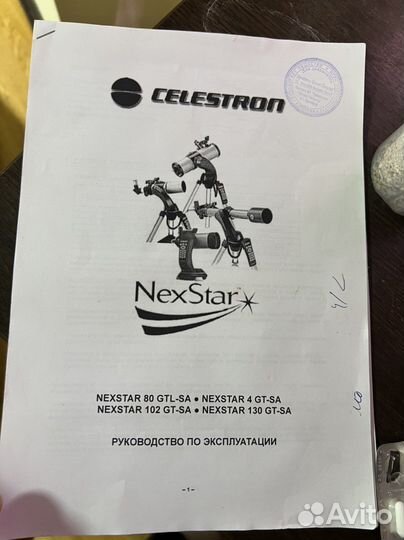 CELESTRON
NexStar
NEXSTAR 80 GTL-SA ● NEXSTAR 4 GT-SA
NEXSTAR 102 GT-SA ● NEXSTAR 130 GT-SA
РУКОВОДСТВО ПО ЭКСПЛУАТАЦИИ
– 1 –
Avito